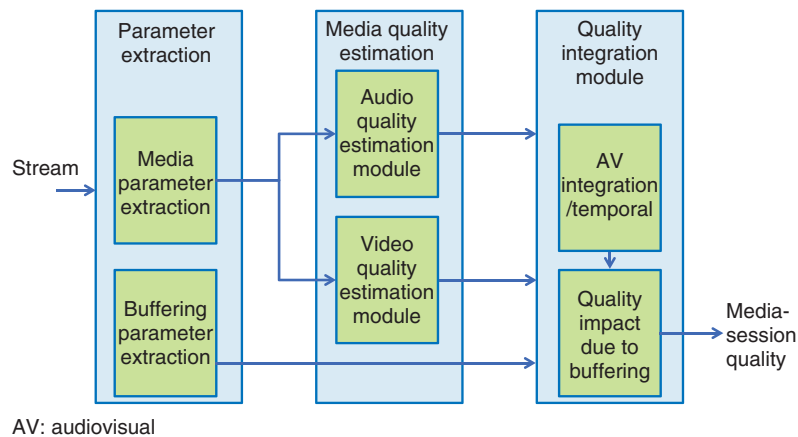 Parameter
extraction
Media quality
estimation
Quality
integration
module
Stream
Media
parameter
extraction
Buffering
parameter
extraction
Audio
quality
estimation
module
Video
quality
estimation
module
AV
integration
/temporal
Quality
impact
due to
buffering
Media-
session
quality
AV: audiovisual